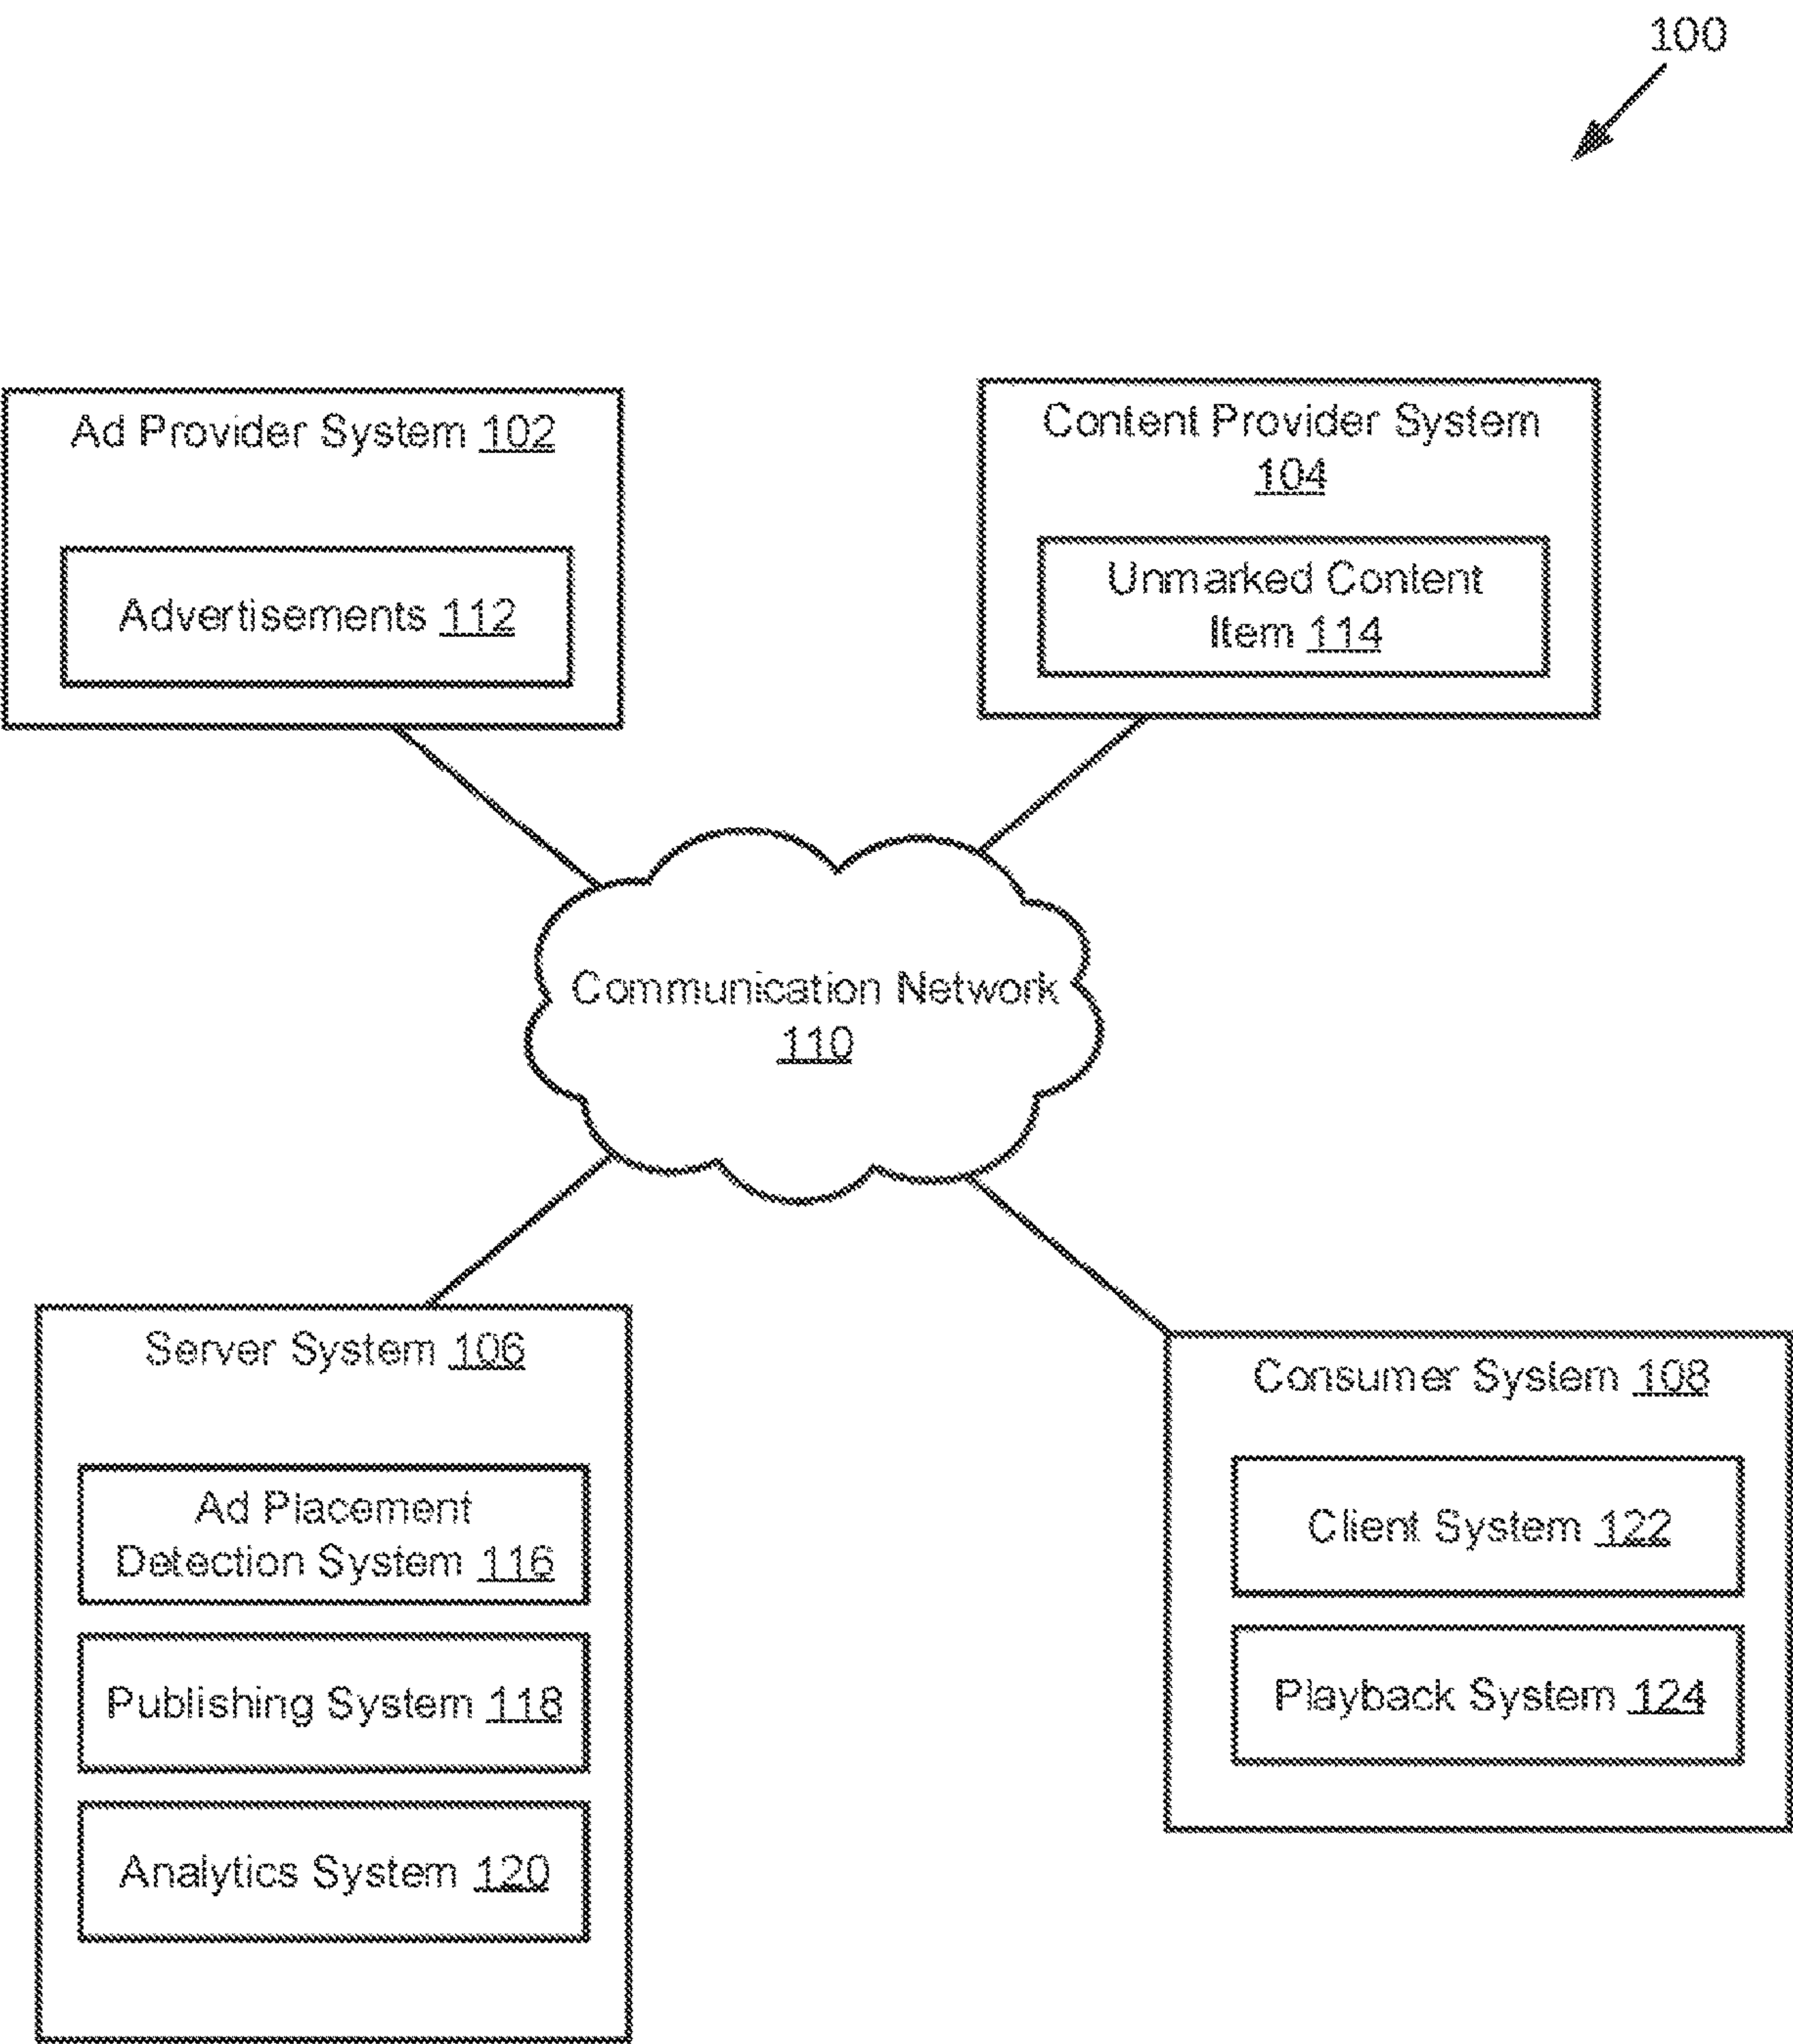 100
Ad Provider System 102
Advertisements 112
Content Provider System
104
Unmarked Content
Item 114
Communication Network
110
Server System 106
Ad Placement
Detection System 116
Publishing System 118
Analytics System 120
Consumer System 108
Client System 122
Playback System 124